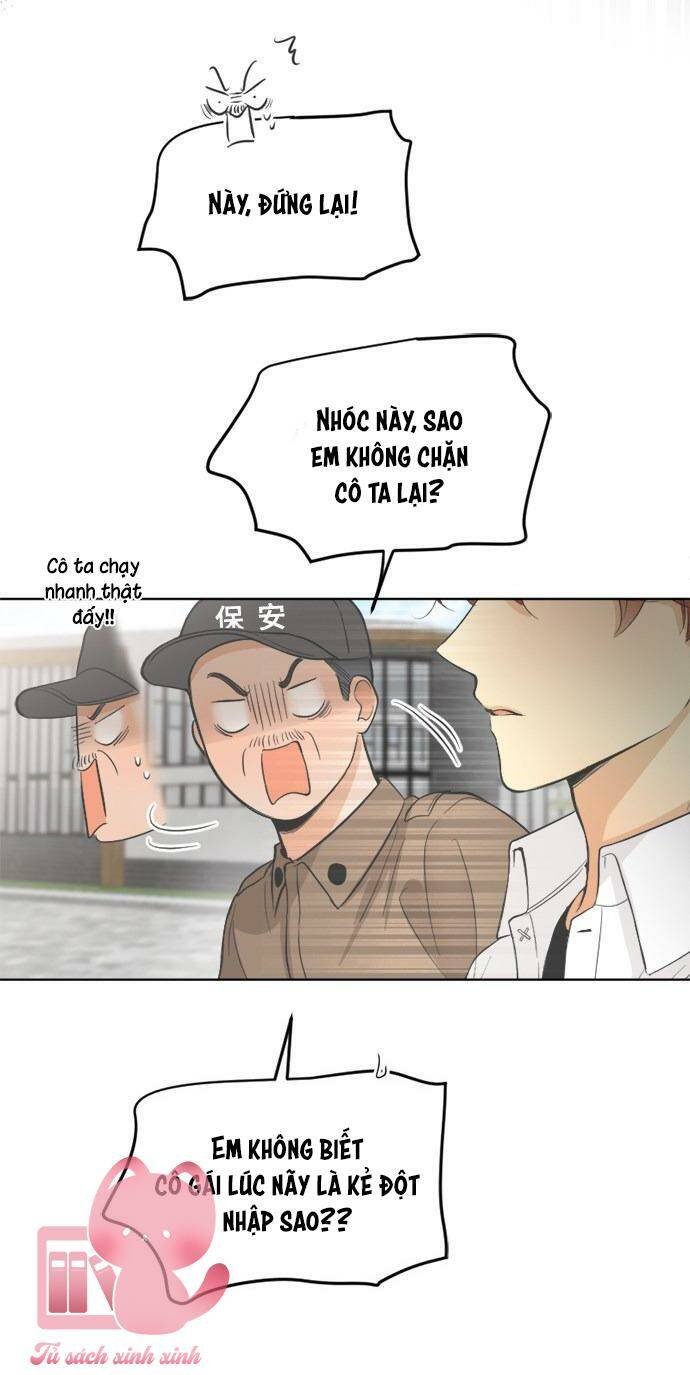 NÀY, ĐỨNG LẠI!
NHÓC NÀY, SAO
EM KHÔNG CHẶN
CÔ TA LẠI?
Cô ta chạy
nhanh thật
đấy!!
保安
EM KHÔNG BIẾT
CÔ GÁI LÚC NÃY LÀ KẺ ĐỘT
NHẬP SAO??
Tủ sách xinh xinh